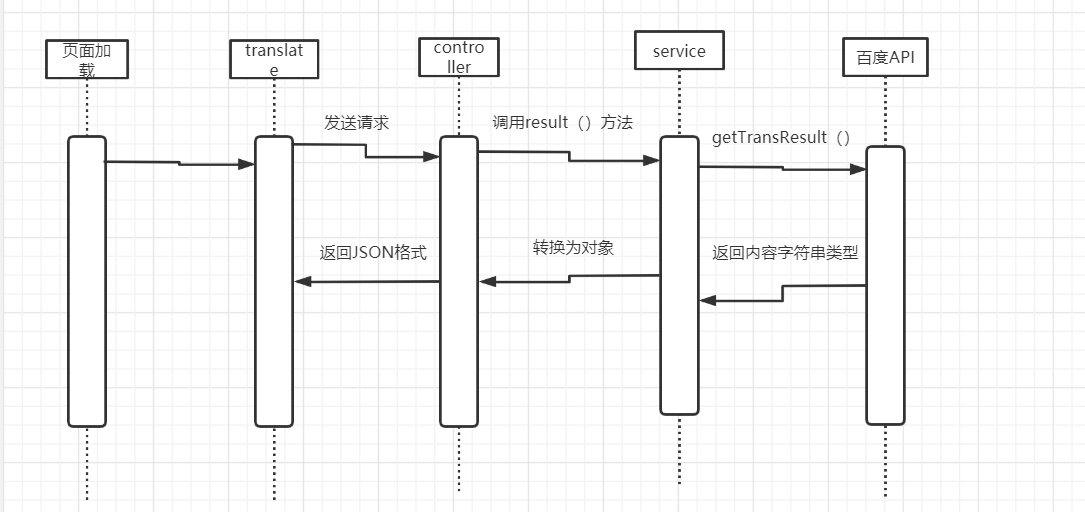 页面加
载
translat
e
contro
ller
service
百度API
发送请求
调用result（）方法
getTransResult（）
返回JSON格式
转换为对象
返回内容字符串类型